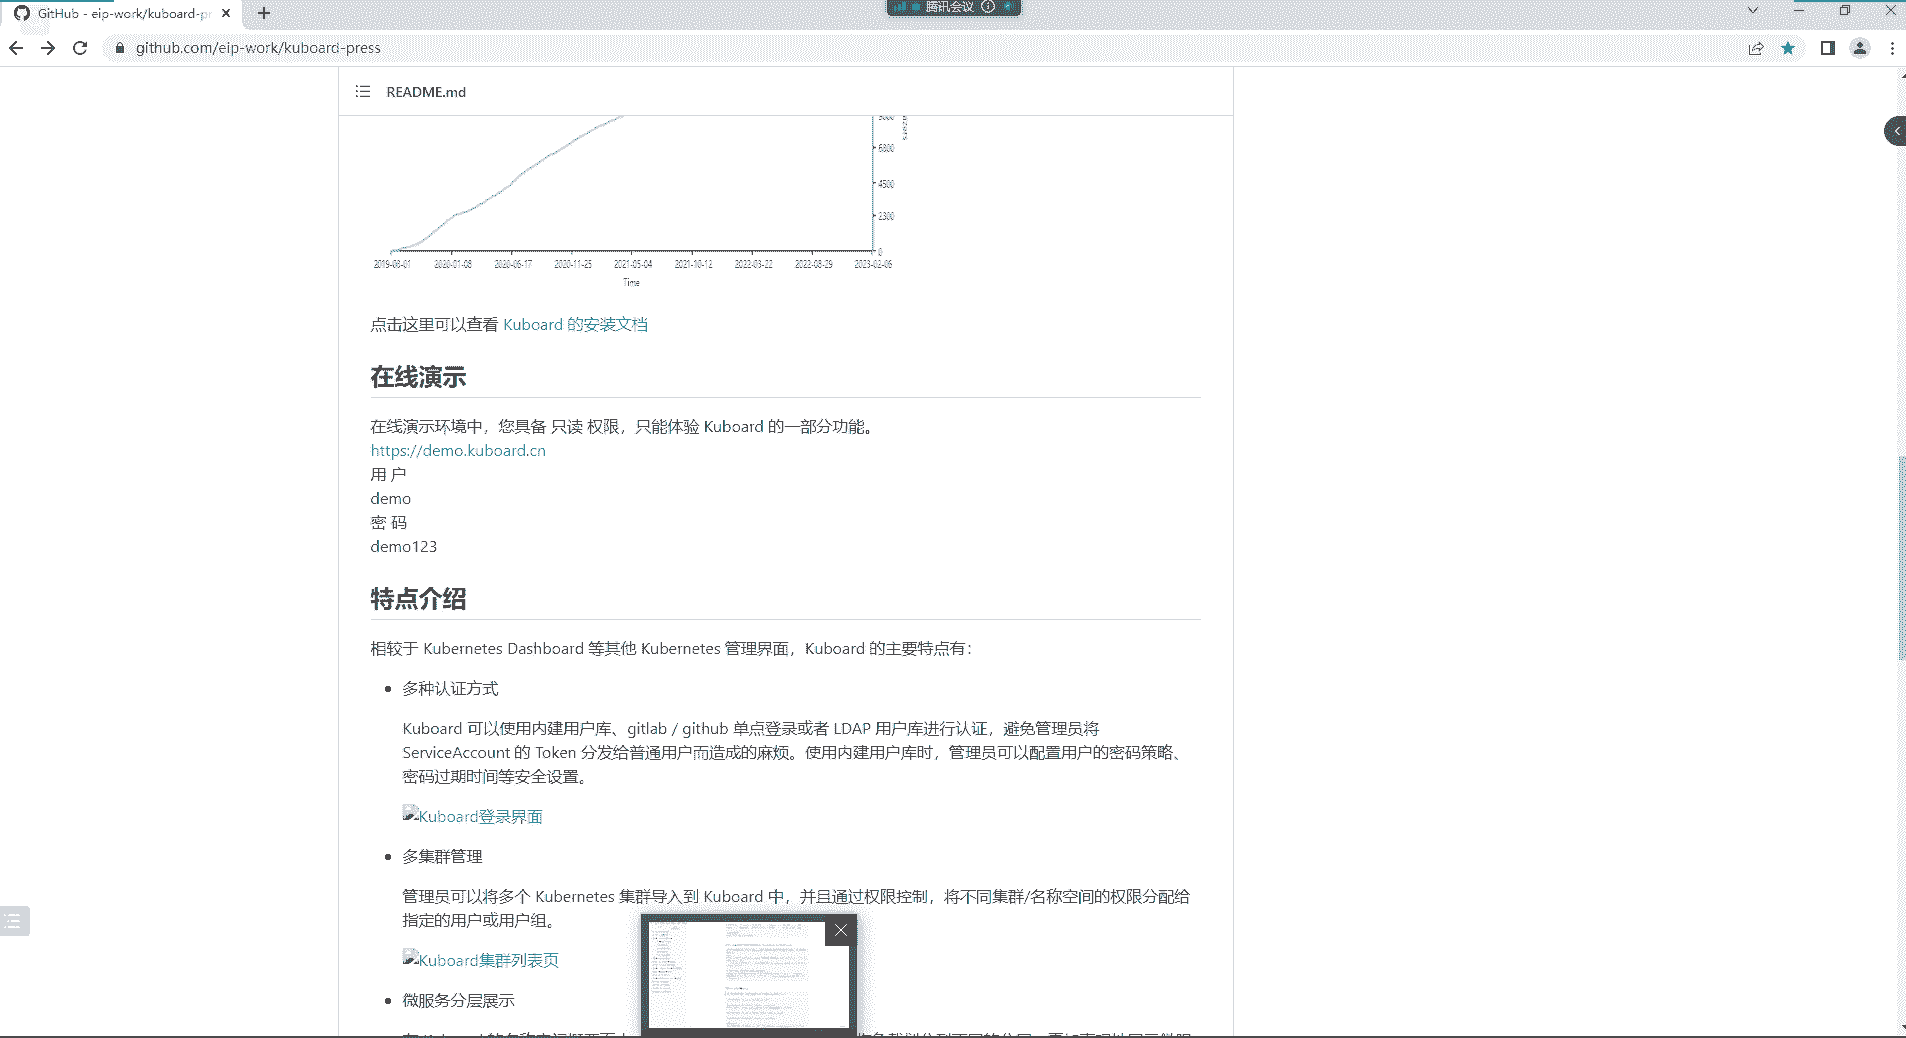 GitHub - eip-work/kuboard-pr
腾讯会议
github.com/eip-work/kuboard-press
README.md
6800
4500
2300
0
2019-08-01 2020-01-08 2020-06-17 2020-11-25 2021-05-04 2021-10-12 2022-03-22 2022-08-29 2023-02-06
Time
点击这里可以查看 Kuboard 的安装文档
在线演示
在线演示环境中，您具备 只读 权限，只能体验 Kuboard 的一部分功能。
https://demo.kuboard.cn
用 户
demo
密 码
demo123
特点介绍
相较于 Kubernetes Dashboard 等其他 Kubernetes 管理界面，Kuboard 的主要特点有：
多种认证方式
Kuboard 可以使用内建用户库、gitlab / github 单点登录或者 LDAP 用户库进行认证，避免管理员将
ServiceAccount 的 Token 分发给普通用户而造成的麻烦。使用内建用户库时，管理员可以配置用户的密码策略、
密码过期时间等安全设置。
Kuboard登录界面
多集群管理
管理员可以将多个 Kubernetes 集群导入到 Kuboard 中，并且通过权限控制，将不同集群/名称空间的权限分配给
指定的用户或用户组。
Kuboard集群列表页
微服务分层展示